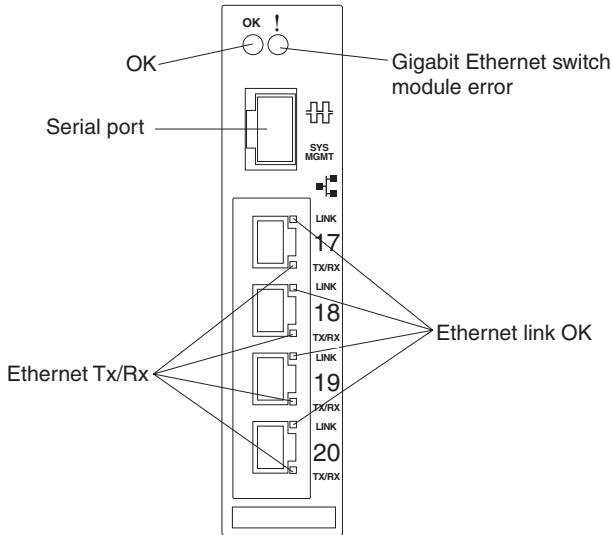 OK !
OK
Gigabit Ethernet switch
module error
Serial port
SYS
MGMT
LINK
17
TX/RX
LINK
18
TX/RX
Ethernet link OK
LINK
Ethernet Tx/Rx
19
TX/RX
LINK
20
TX/RX